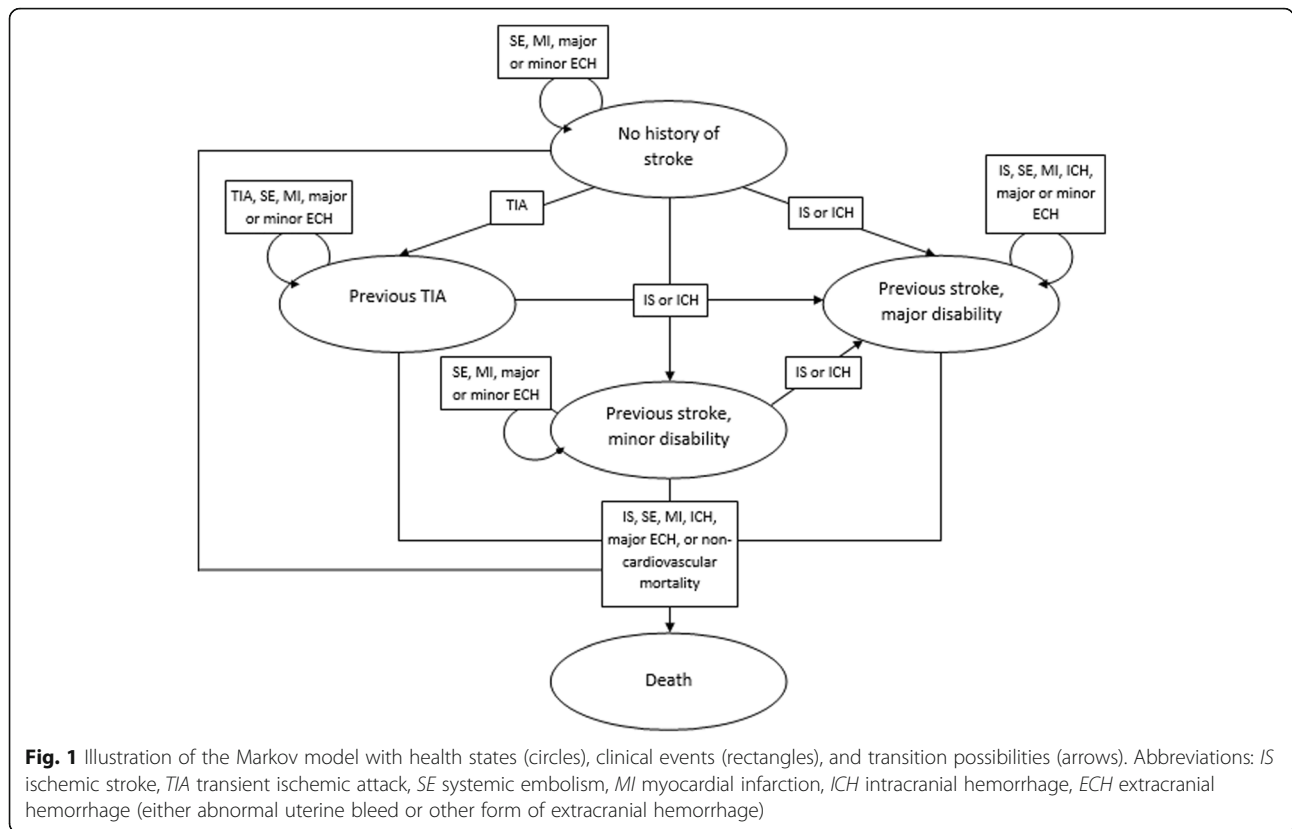 SE, MI, major
or minor ECH
No history of
stroke
TIA, SE, MI, major
or minor ECH
TIA
IS or ICH
IS, SE, MI, ICH,
major or minor
ECH
Previous TIA
IS or ICH
Previous stroke,
major disability
SE, MI, major
or minor ECH
Previous stroke,
minor disability
IS or ICH
IS, SE, MI, ICH,
major ECH, or non-
cardiovascular
mortality
Death
Fig. 1 Illustration of the Markov model with health states (circles), clinical events (rectangles), and transition possibilities (arrows). Abbreviations: IS
ischemic stroke, TIA transient ischemic attack, SE systemic embolism, MI myocardial infarction, ICH intracranial hemorrhage, ECH extracranial
hemorrhage (either abnormal uterine bleed or other form of extracranial hemorrhage)